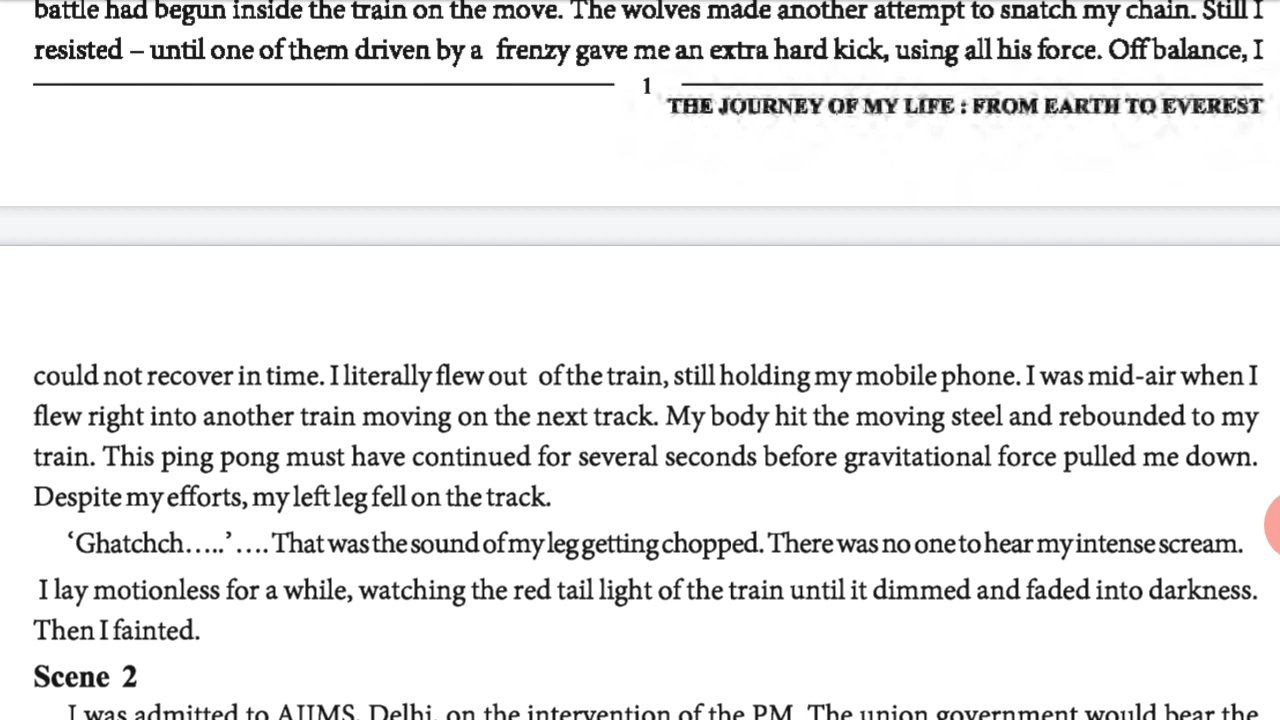 battle had begun inside the train on the move. The wolves made another attempt to snatch my chain. Still I
resisted – until one of them driven by a frenzy gave me an extra hard kick, using all his force. Off balance, I
1
THE JOURNEY OF MY LIFE : FROM EARTH TO EVEREST
could not recover in time. I literally flew out of the train, still holding my mobile phone. I was mid-air when I
flew right into another train moving on the next track. My body hit the moving steel and rebounded to my
train. This ping pong must have continued for several seconds before gravitational force pulled me down.
Despite my efforts, my left leg fell on the track.
‘Ghatchch…..’…. That was the sound of my leg getting chopped. There was no one to hear my intense scream.
I lay motionless for a while, watching the red tail light of the train until it dimmed and faded into darkness.
Then I fainted.
Scene 2
I was admitted to AIIMS, Delhi, on the intervention of the PM. The union government would bear the